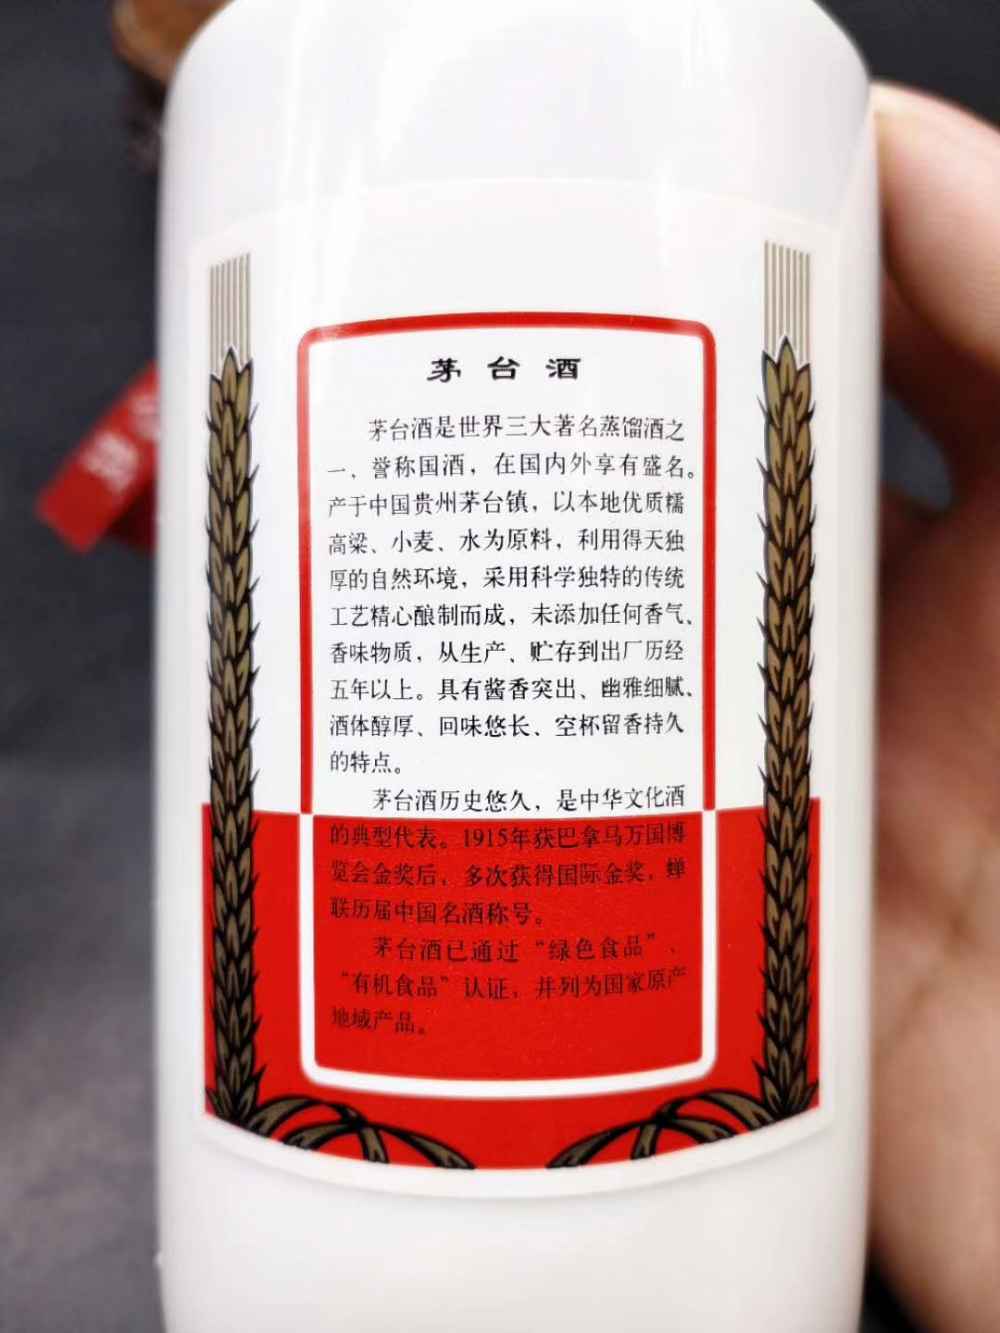 茅台酒
茅台酒是世界三大著名蒸馏酒之
一、誉称国酒，在国内外享有盛名。
产于中国贵州茅台镇，以本地优质糯
高粱、小麦、水为原料，利用得天独
厚的自然环境，采用科学独特的传统
工艺精心酿制而成，未添加任何香气、
香味物质，从生产、贮存到出厂历经
五年以上。具有酱香突出、幽雅细腻、
酒体醇厚、回味悠长、空杯留香持久
的特点。
茅台酒历史悠久，是中华文化酒
的典型代表。1915年获巴拿马万国博
览会金奖后，多次获得国际金奖，蝉
联历届中国名酒称号。
茅台酒已通过“绿色食品”、
“有机食品”认证，并列为国家原产
地域产品。